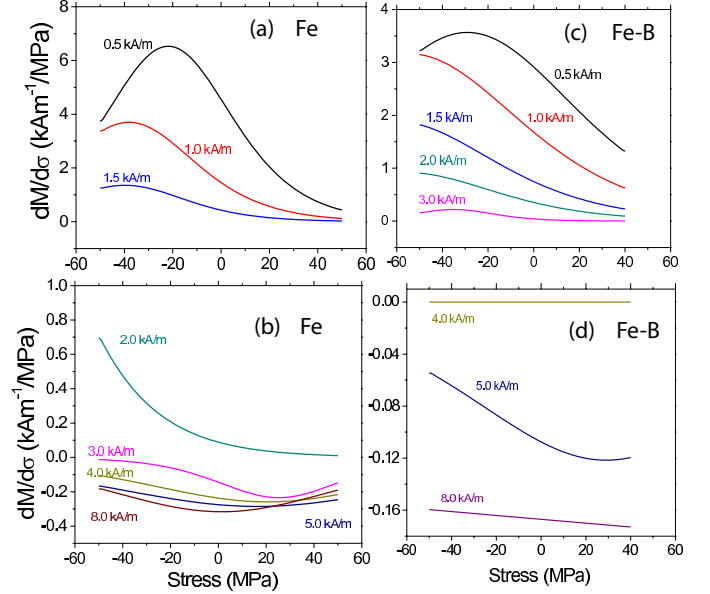 (a) Fe
8
6
4
2
0
dM/dσ (kAm⁻¹/MPa)
0.5 kA/m
1.0 kA/m
1.5 kA/m
-60 -40 -20 0 20 40 60
(c) Fe-B
4
3
2
1
0
0.5 kA/m
1.0 kA/m
1.5 kA/m
2.0 kA/m
3.0 kA/m
-60 -40 -20 0 20 40 60
(b) Fe
1.0
0.8
0.6
0.4
0.2
0.0
-0.2
-0.4
dM/dσ (kAm⁻¹/MPa)
2.0 kA/m
3.0 kA/m
4.0 kA/m
8.0 kA/m
5.0 kA/m
-60 -40 -20 0 20 40 60
Stress (MPa)
0.00
-0.04
-0.08
-0.12
-0.16
4.0 kA/m
(d) Fe-B
5.0 kA/m
8.0 kA/m
-60 -40 -20 0 20 40 60
Stress (MPa)